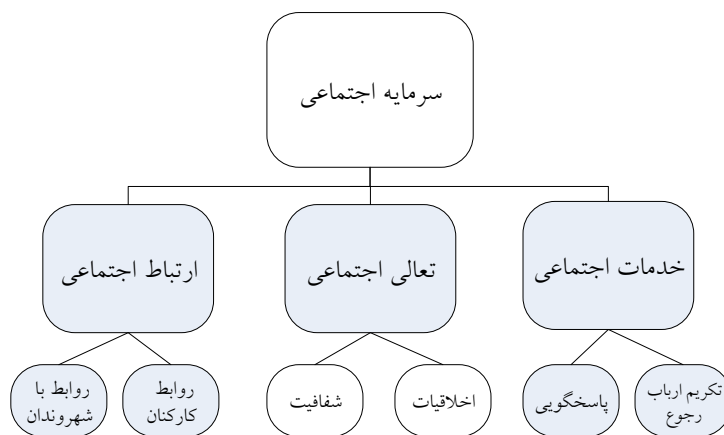 سرمایه اجتماعی
خدمات اجتماعی
تعالی اجتماعی
ارتباط اجتماعی
تکریم ارباب
رجوع
پاسخگویی
اخلاقیات
شفافیت
روابط
کارکنان
روابط با
شهروندان